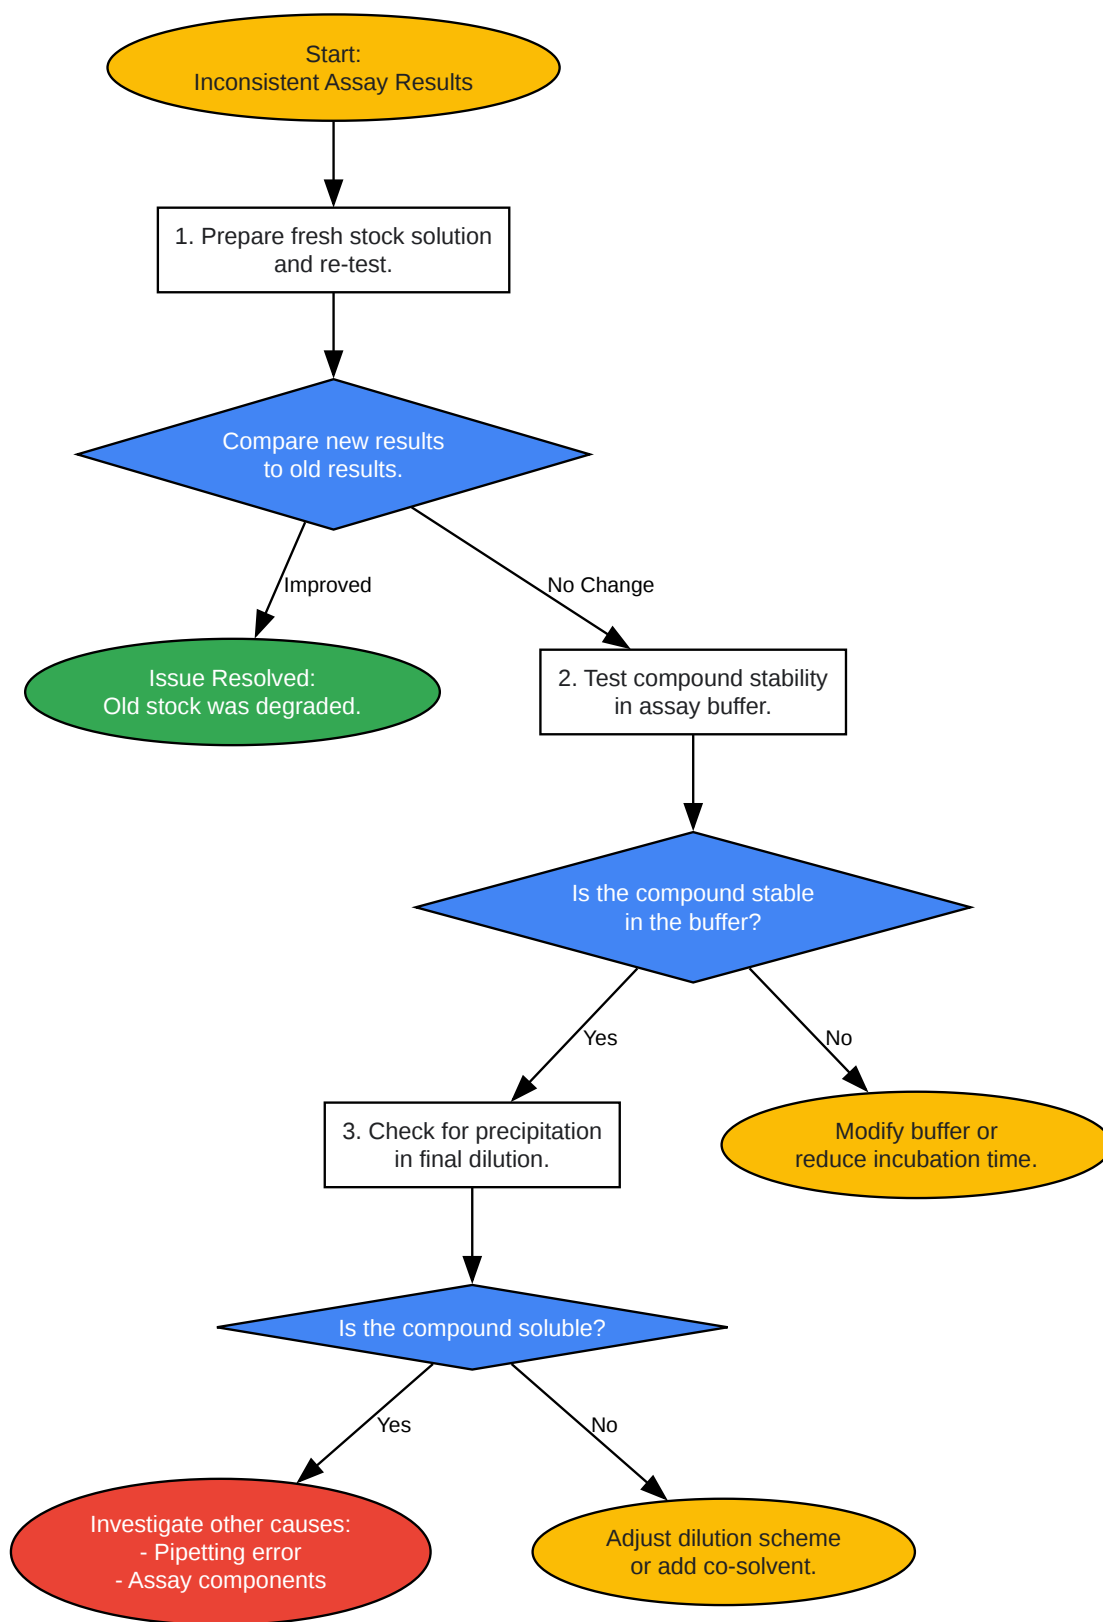 Start:
Inconsistent Assay Results
1. Prepare fresh stock solution
and re-test.
Compare new results
to old results.
Improved
No Change
Issue Resolved:
Old stock was degraded.
2. Test compound stability
in assay buffer.
Is the compound stable
in the buffer?
Yes
No
3. Check for precipitation
in final dilution.
Modify buffer or
reduce incubation time.
Is the compound soluble?
Yes
No
Investigate other causes:
- Pipetting error
- Assay components
Adjust dilution scheme
or add co-solvent.